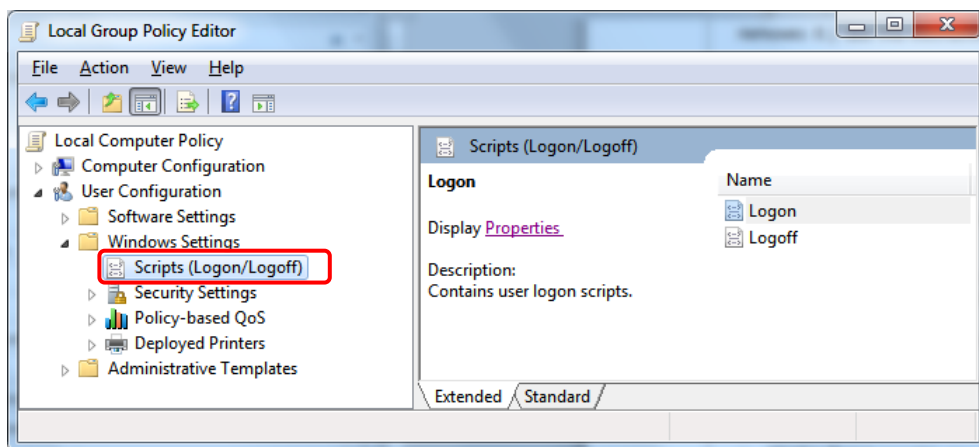 Local Group Policy Editor
File Action View Help
Local Computer Policy
Computer Configuration
User Configuration
Software Settings
Windows Settings
Scripts (Logon/Logoff)
Security Settings
Policy-based QoS
Deployed Printers
Administrative Templates
Scripts (Logon/Logoff)
Logon
Display Properties
Description:
Contains user logon scripts.
Name
Logon
Logoff
Extended Standard